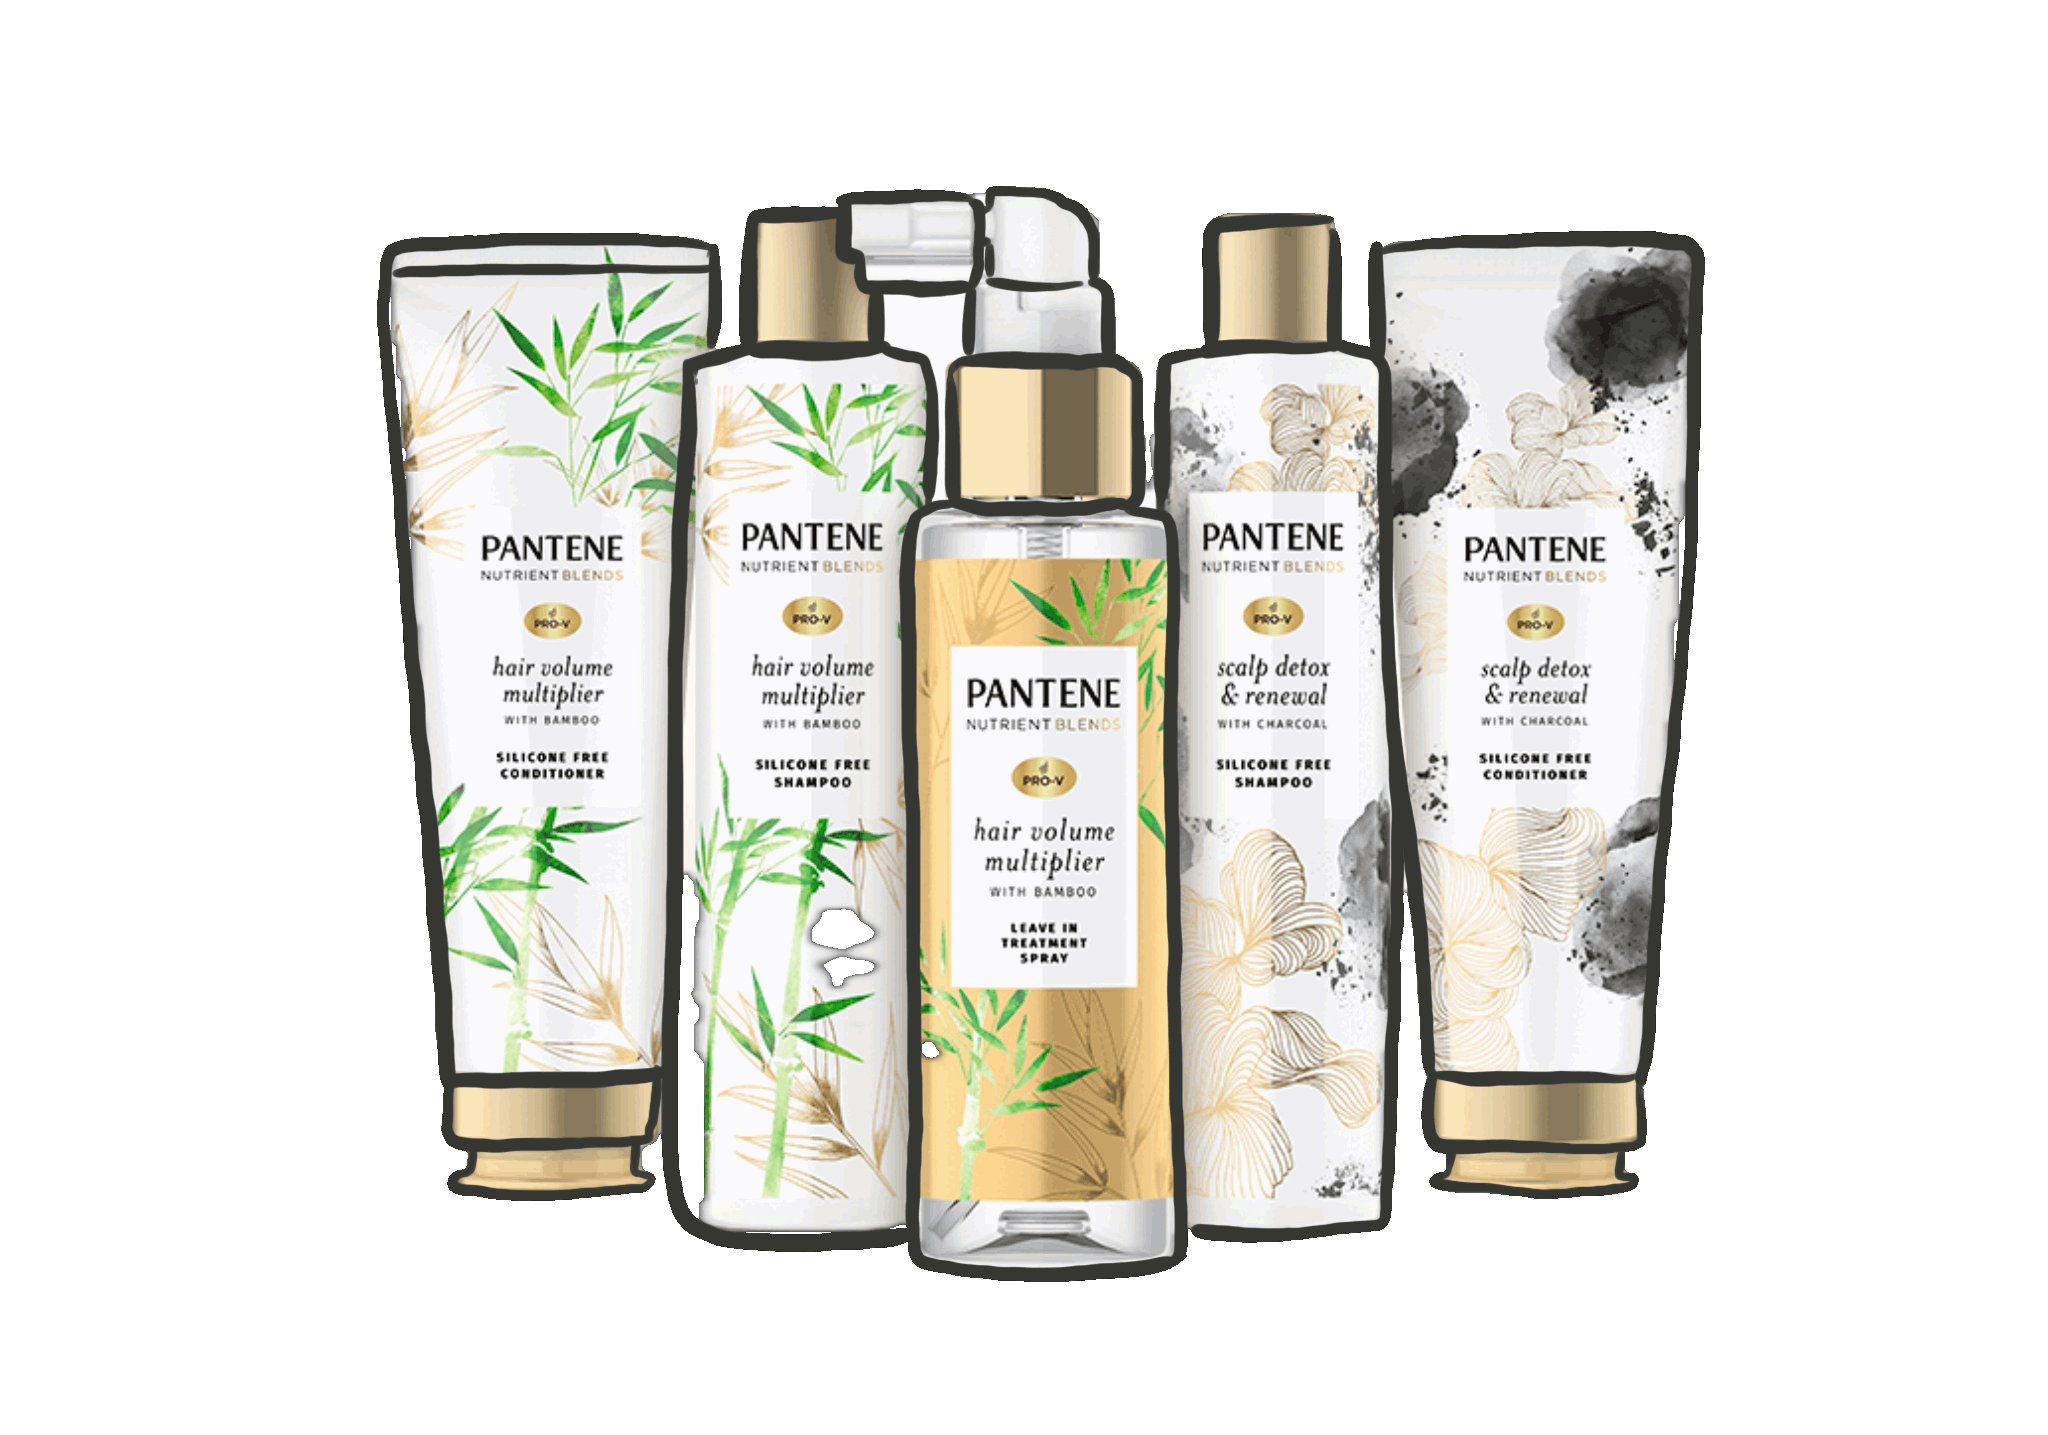 PANTENE
NUTRIENT BLENDS
PRO-V
hair volume
multiplier
WITH BAMBOO
SILICONE FREE
CONDITIONER
PANTENE
NUTRIENT BLENDS
PRO-V
hair volume
multiplier
WITH BAMBOO
SILICONE FREE
SHAMPOO
PANTENE
NUTRIENT BLENDS
PRO-V
hair volume
multiplier
WITH BAMBOO
LEAVE IN
TREATMENT
SPRAY
PANTENE
NUTRIENT BLENDS
PRO-V
scalp detox
& renewal
WITH CHARCOAL
SILICONE FREE
SHAMPOO
PANTENE
NUTRIENT BLENDS
PRO-V
scalp detox
& renewal
WITH CHARCOAL
SILICONE FREE
CONDITIONER